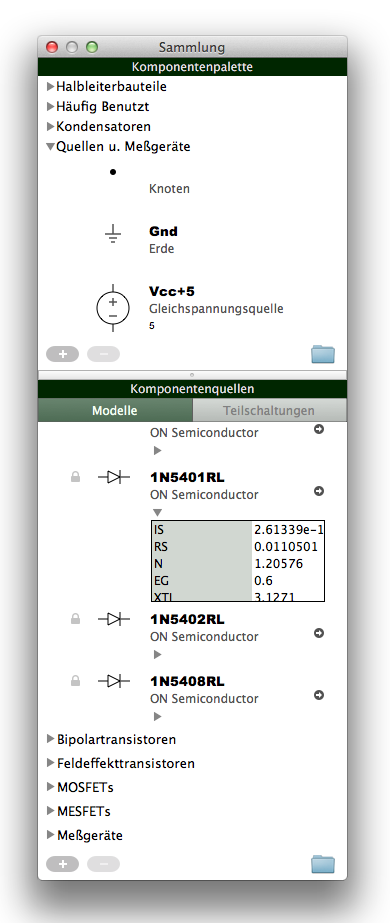 Sammlung
Komponentenpalette
Halbleiterbauteile
Häufig Benutzt
Kondensatoren
Quellen u. Meßgeräte
Knoten
Gnd
Erde
Vcc+5
Gleichspannungsquelle
5
Komponentenquellen
Modelle Teilschaltungen
ON Semiconductor
1N5401RL
ON Semiconductor
IS 2.61339e-1
RS 0.0110501
N 1.20576
EG 0.6
XTI 3.1271
1N5402RL
ON Semiconductor
1N5408RL
ON Semiconductor
Bipolartransistoren
Feldeffekttransistoren
MOSFETs
MESFETs
Meßgeräte